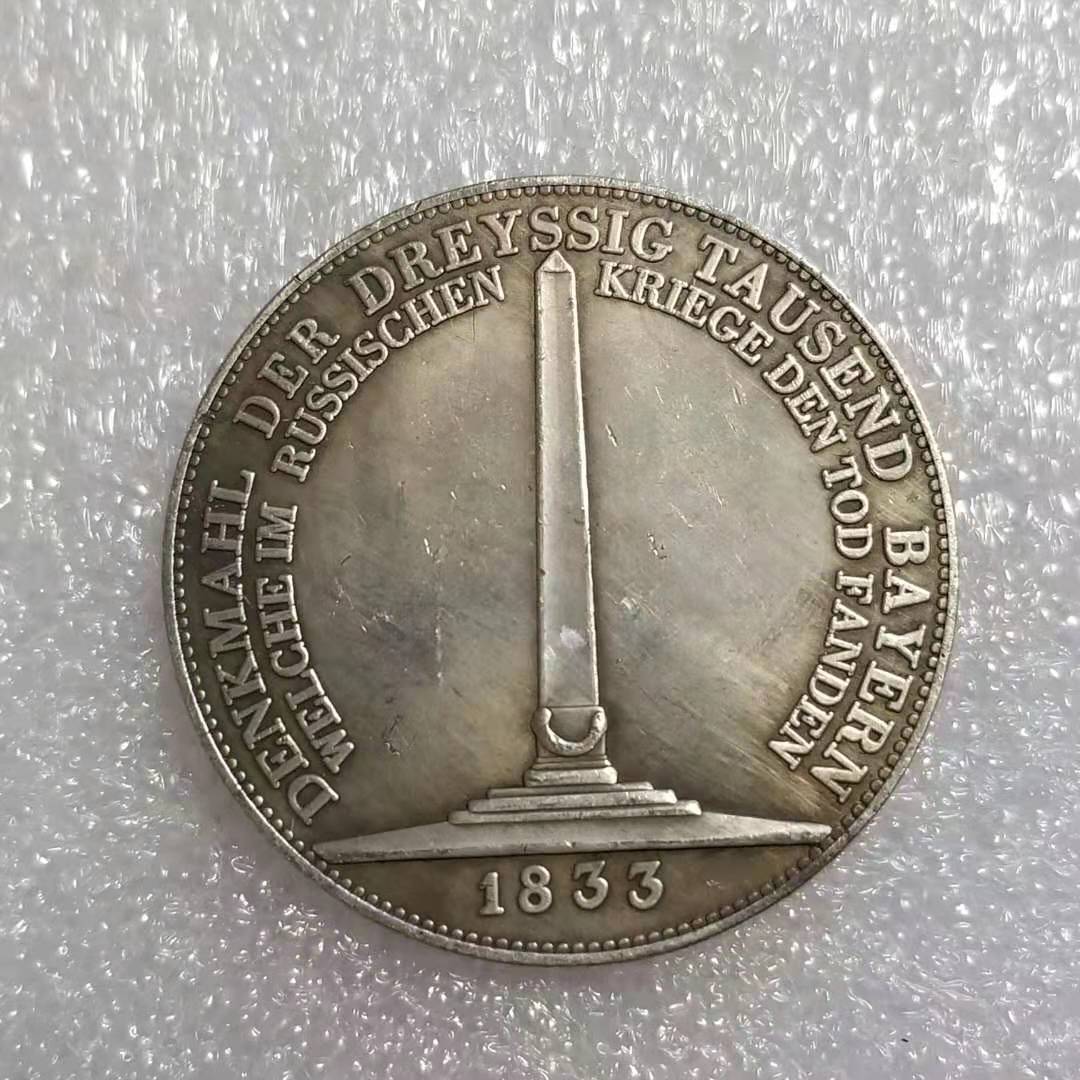 DENKMAHL DER DREYSSIG TAUSEND BAYERN
WELCHE IM RUSSISCHEN KRIEGE DEN TOD FANDEN
1833